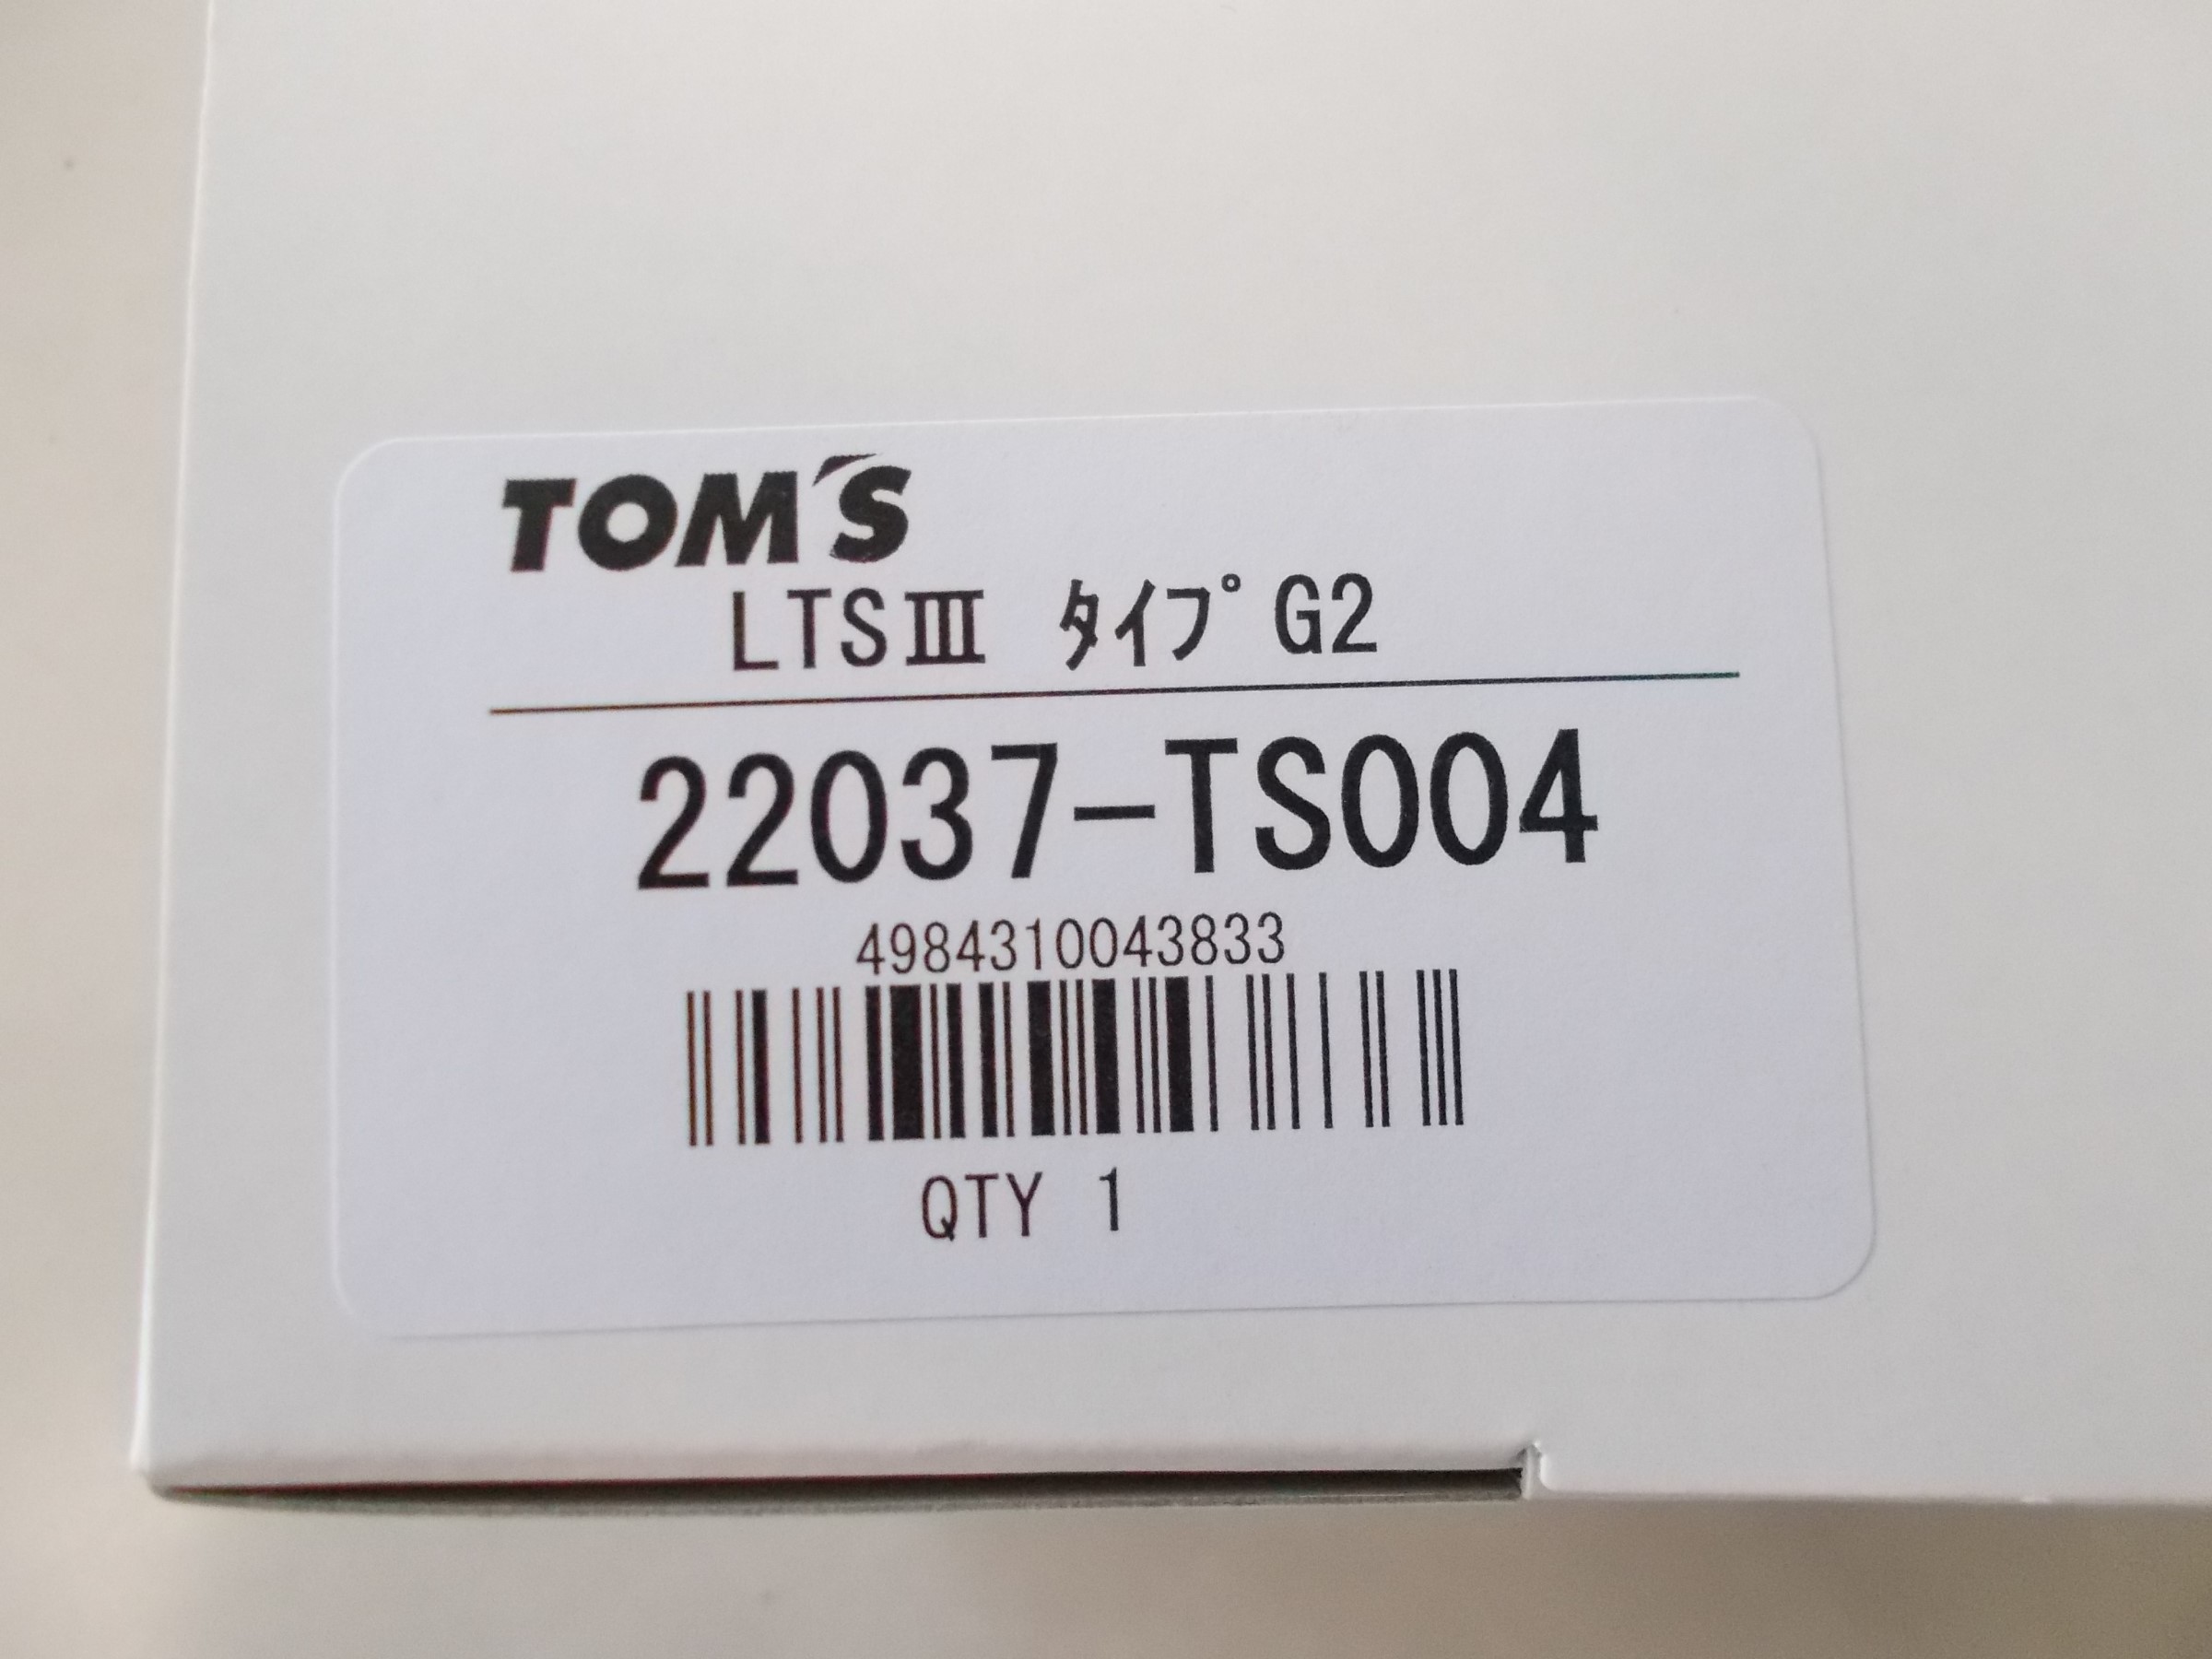 TOM'S
LTSⅢ ﾀｲﾌﾟG2
22037-TS004
4984310043833
QTY 1